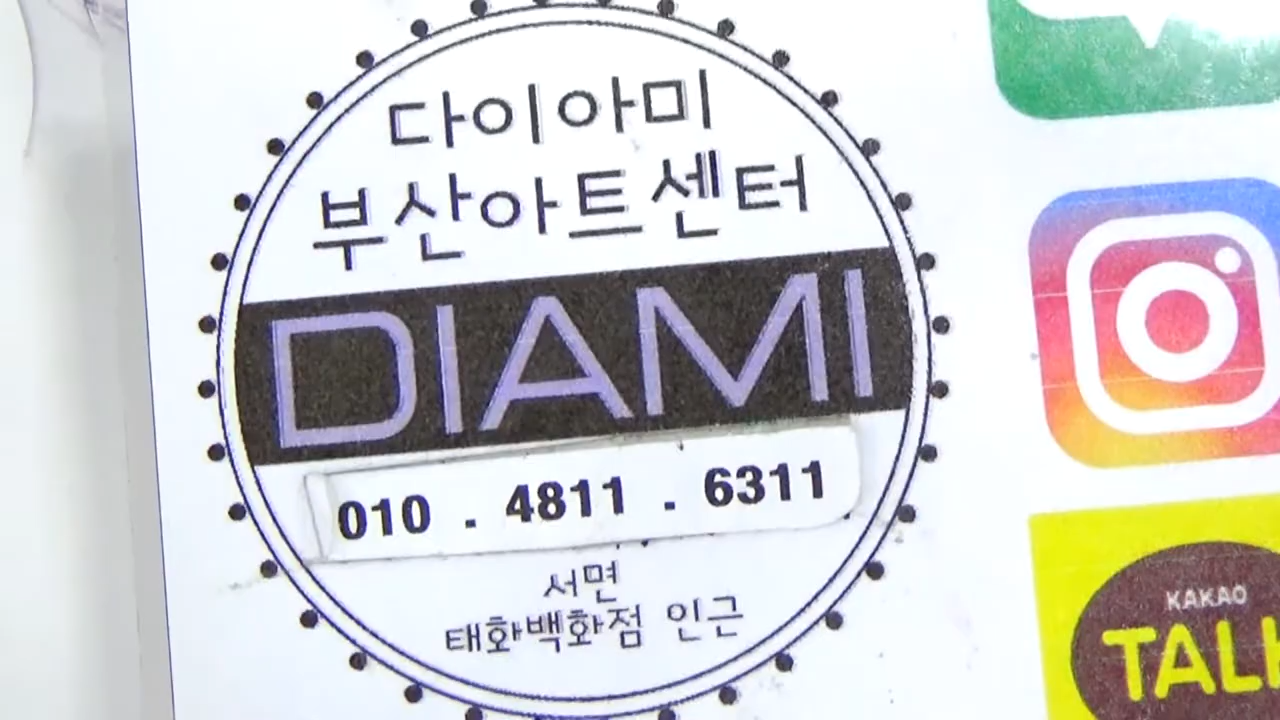 다이아미
부산아트센터
DIAMI
010 . 4811 . 6311
서면
태화백화점 인근
KAKAO
TALK